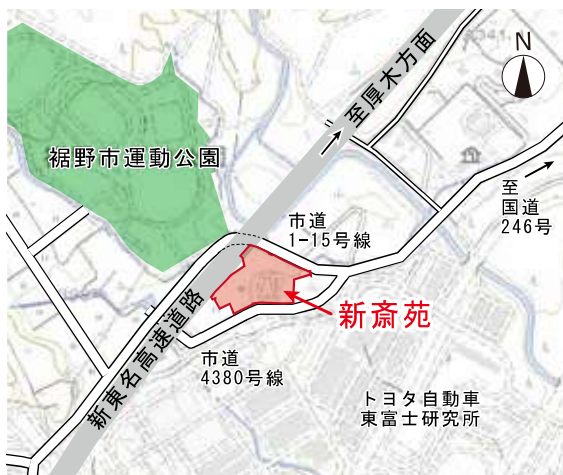 N
至厚木方面
裾野市運動公園
至
国道
246号
市道
1-15号線
新斎苑
新東名高速道路
市道
4380号線
トヨタ自動車
東富士研究所